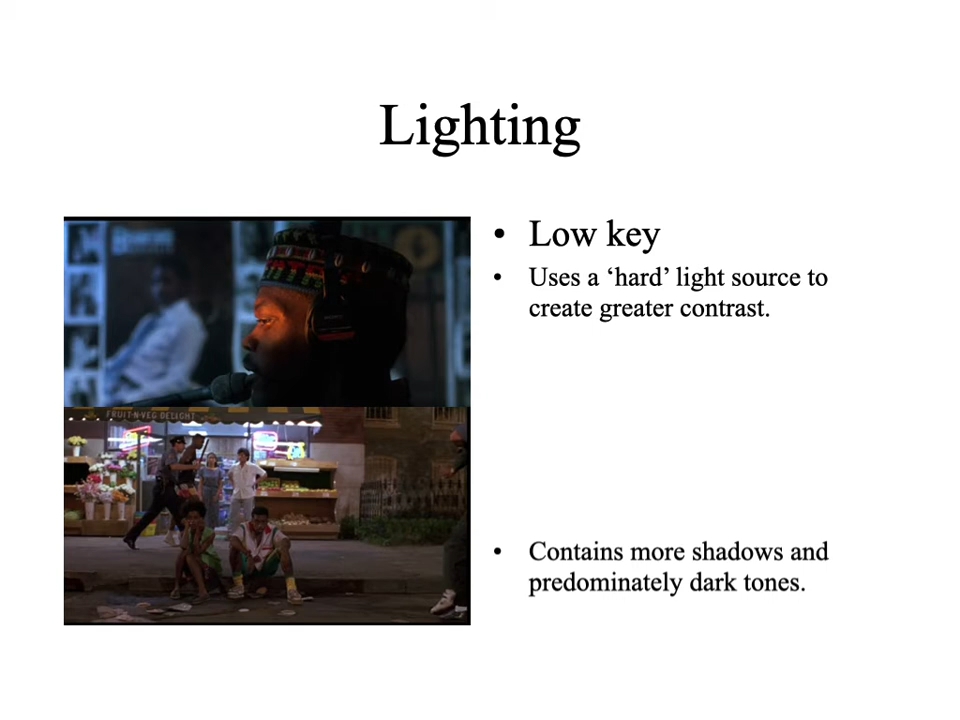 Lighting
FRUIT-N-VEG DELIGHT
• Low key
• Uses a ‘hard’ light source to
create greater contrast.
• Contains more shadows and
predominately dark tones.